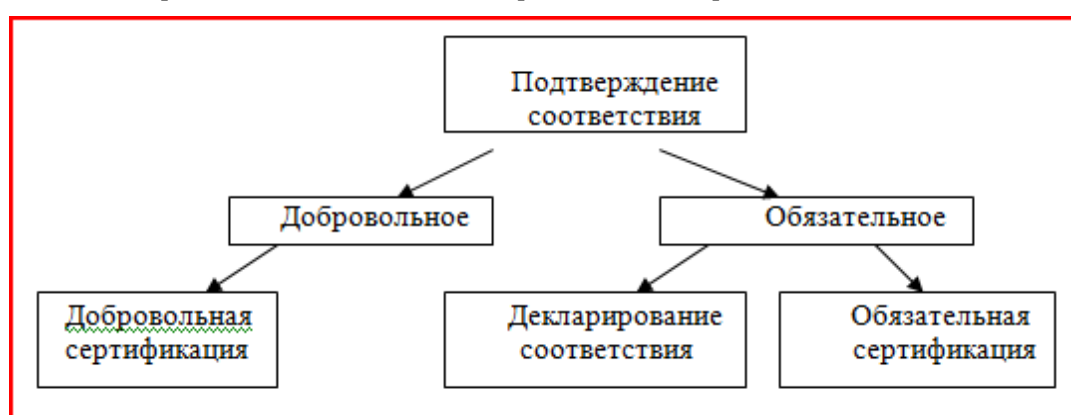 Подтверждение
соответствия
Добровольное
Обязательное
Добровольная
сертификация
Декларирование
соответствия
Обязательная
сертификация